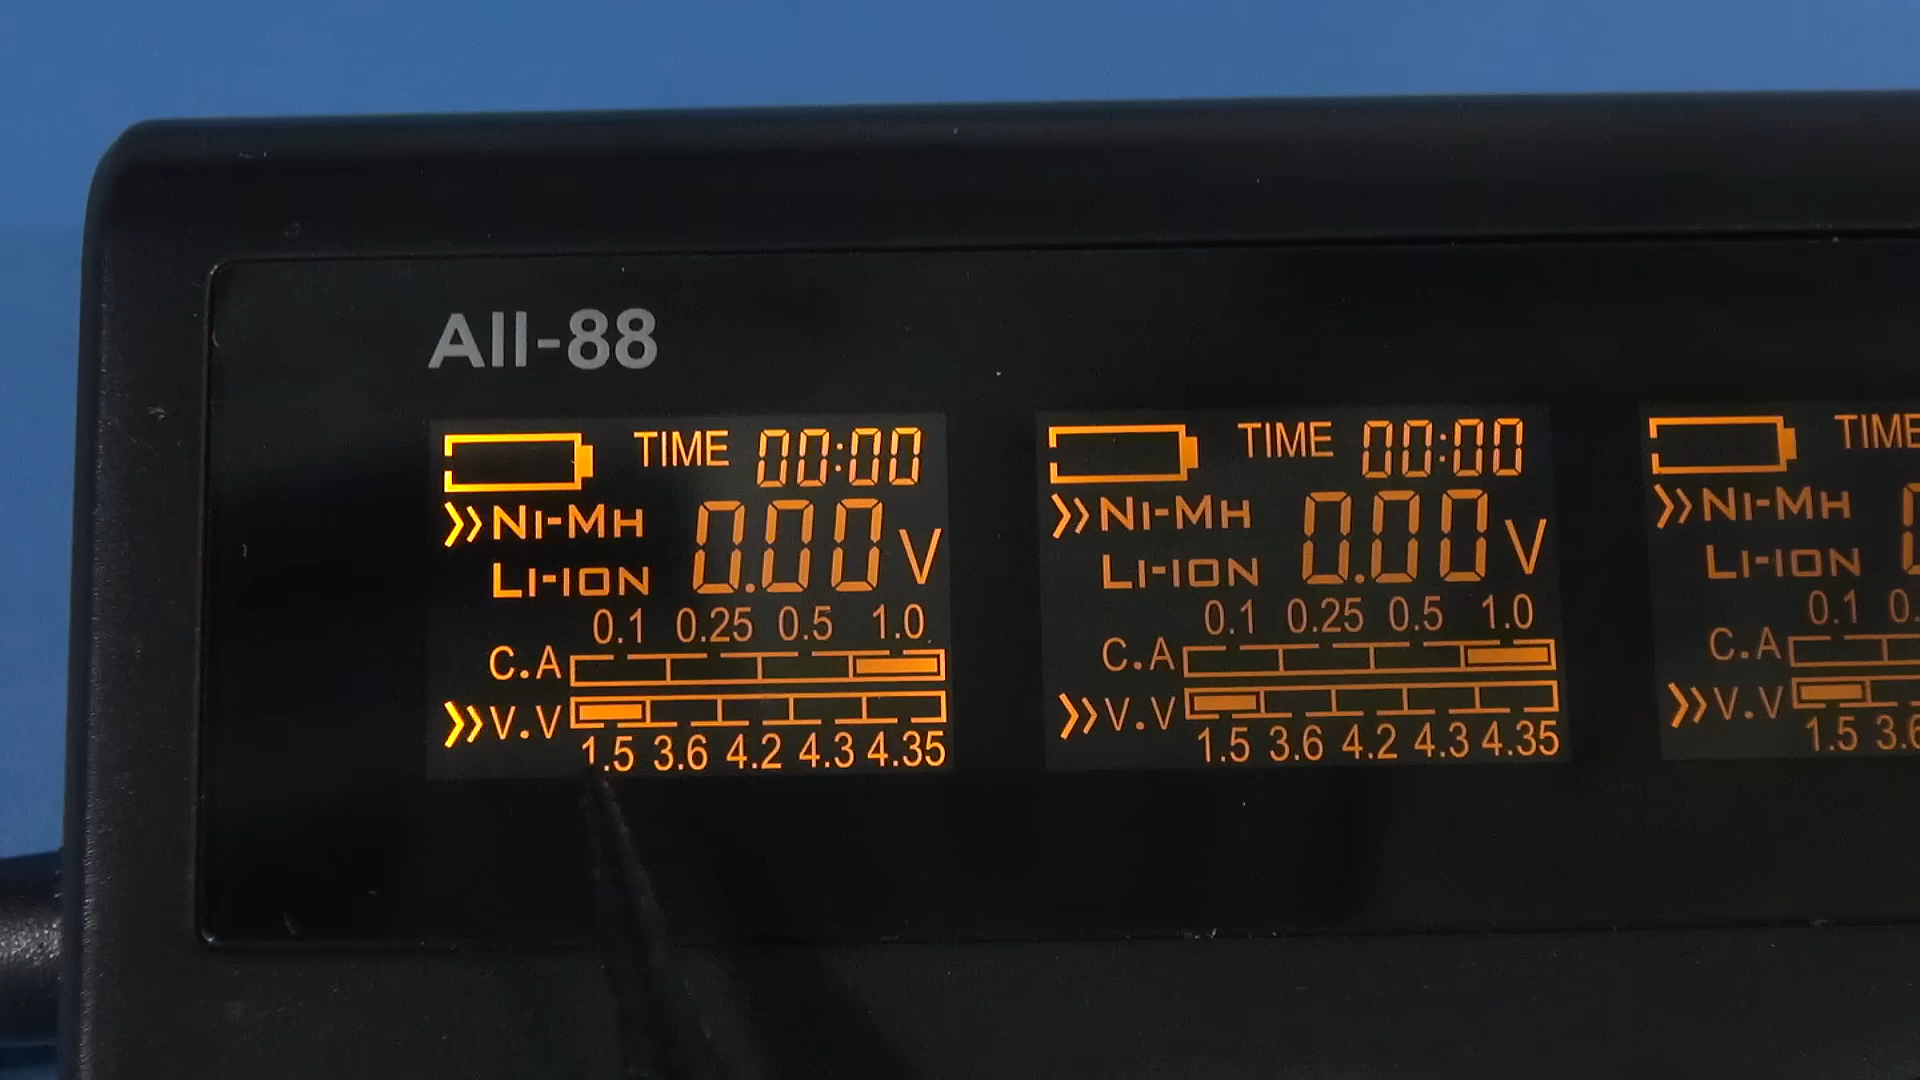 All-88
TIME 00:00
»Ni-MH 0.00 V
Li-ION
0.1 0.25 0.5 1.0
C.A
»V.V
1.5 3.6 4.2 4.3 4.35
TIME 00:00
»Ni-MH 0.00 V
Li-ION
0.1 0.25 0.5 1.0
C.A
»V.V
1.5 3.6 4.2 4.3 4.35
TIME
»Ni-MH
Li-ION
0.1
C.A
»V.V
1.5 3.6